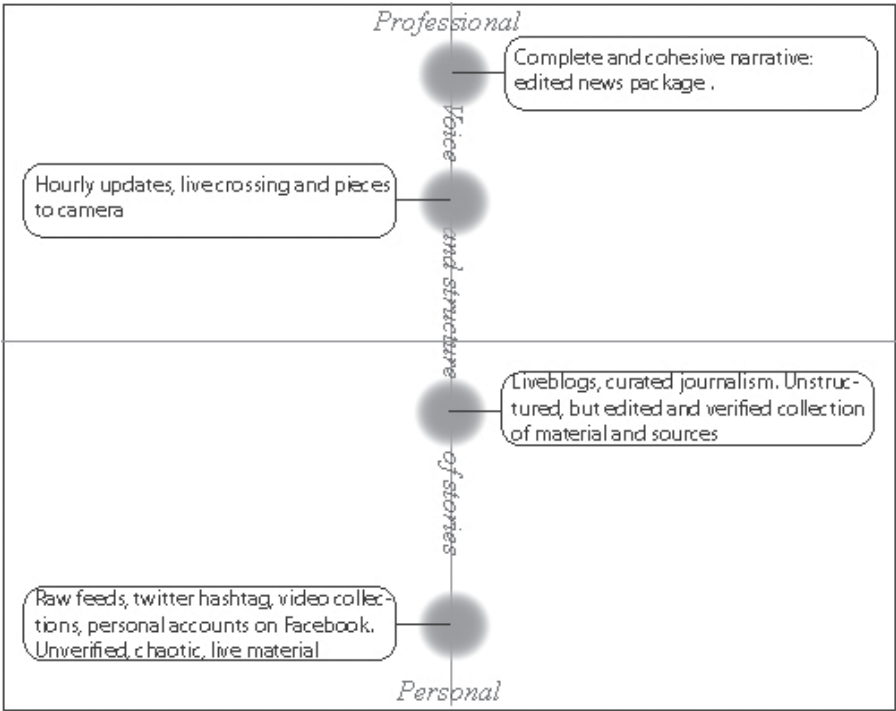 Professional
Complete and cohesive narrative:
edited news package .
Voice and structure of stories
Hourly updates, live crossing and pieces
to camera
Liveblogs, curated journalism. Unstruc-
tured, but edited and verified collection
of material and sources
Raw feeds, twitter hashtag, video collec-
tions, personal accounts on Facebook.
Unverified, chaotic, live material
Personal